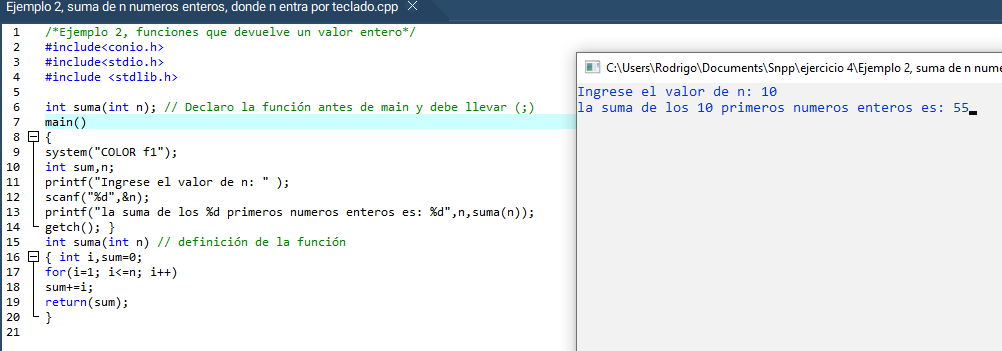 Ejemplo 2, suma de n numeros enteros, donde n entra por teclado.cpp
1 /*Ejemplo 2, funciones que devuelve un valor entero*/
2 #include<conio.h>
3 #include<stdio.h>
4 #include <stdlib.h>
5
6 int suma(int n); // Declaro la función antes de main y debe llevar (;)
7 main()
8 {
9 system("COLOR f1");
10 int sum,n;
11 printf("Ingrese el valor de n: " );
12 scanf("%d",&n);
13 printf("la suma de los %d primeros numeros enteros es: %d",n,suma(n));
14 getch(); }
15 int suma(int n) // definición de la función
16 { int i,sum=0;
17 for(i=1; i<=n; i++)
18 sum+=i;
19 return(sum);
20 }
21
C:\Users\Rodrigo\Documents\Snpp\ejercicio 4\Ejemplo 2, suma de n nume
Ingrese el valor de n: 10
la suma de los 10 primeros numeros enteros es: 55